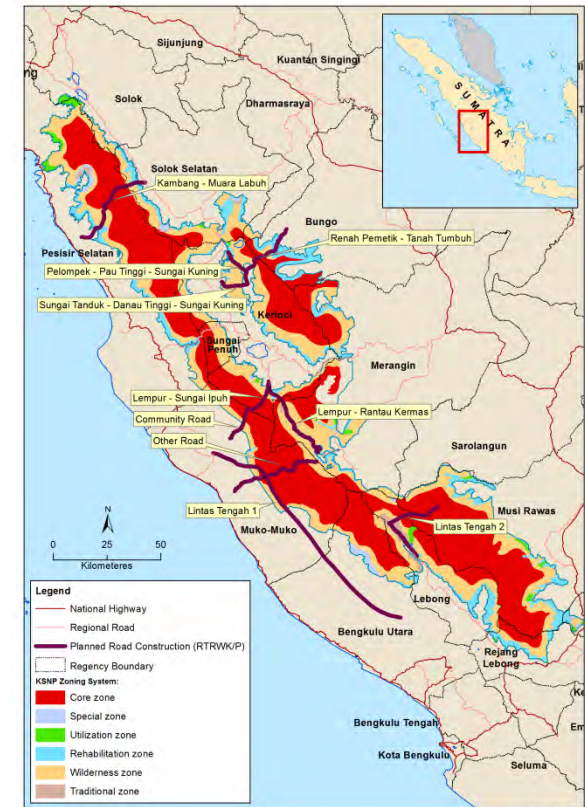 Sijunjung
Kuantan Singingi
Solok
Dharmasraya
SUMATRA
Solok Selatan
Kambang - Muara Labuh
Bungo
Renah Pemetik - Tanah Tumbuh
Pesisir Selatan
Pelompek - Pau Tinggi - Sungai Kuning
Sungai Tanduk - Danau Tinggi - Sungai Kuning
Kerinci
Sungai
Penuh
Merangin
Lempur - Sungai Ipuh
Lempur - Rantau Kermas
Community Road
Other Road
Sarolangun
Musi Rawas
Lintas Tengah 1
Lintas Tengah 2
Muko-Muko
N
0 25 50
Kilometeres
Lebong
Bengkulu Utara
Rejang
Lebong
Bengkulu Tengah
Kota Bengkulu
Seluma
Legend
National Highway
Regional Road
Planned Road Construction (RTRWK/P)
Regency Boundary
KSNP Zoning System:
Core zone
Special zone
Utilization zone
Rehabilitation zone
Wilderness zone
Traditional zone